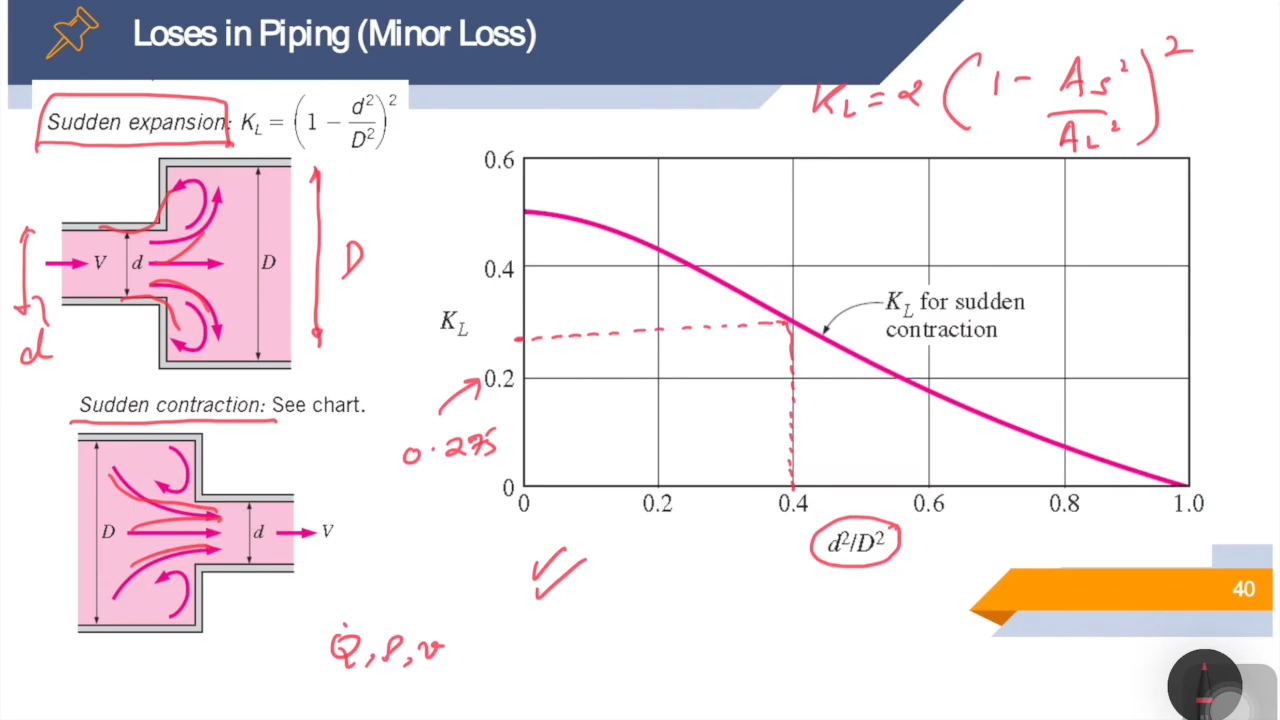 Loses in Piping (Minor Loss)
K_L = α (1 - A_s² / A_L²)²
Sudden expansion: K_L = (1 - d² / D²)²
V d D
d D
Sudden contraction: See chart.
D d V
0.6
0.4
0.2
0
K_L
0.275
K_L for sudden
contraction
0 0.2 0.4 0.6 0.8 1.0
d²/D²
40
Q̇, ρ, v